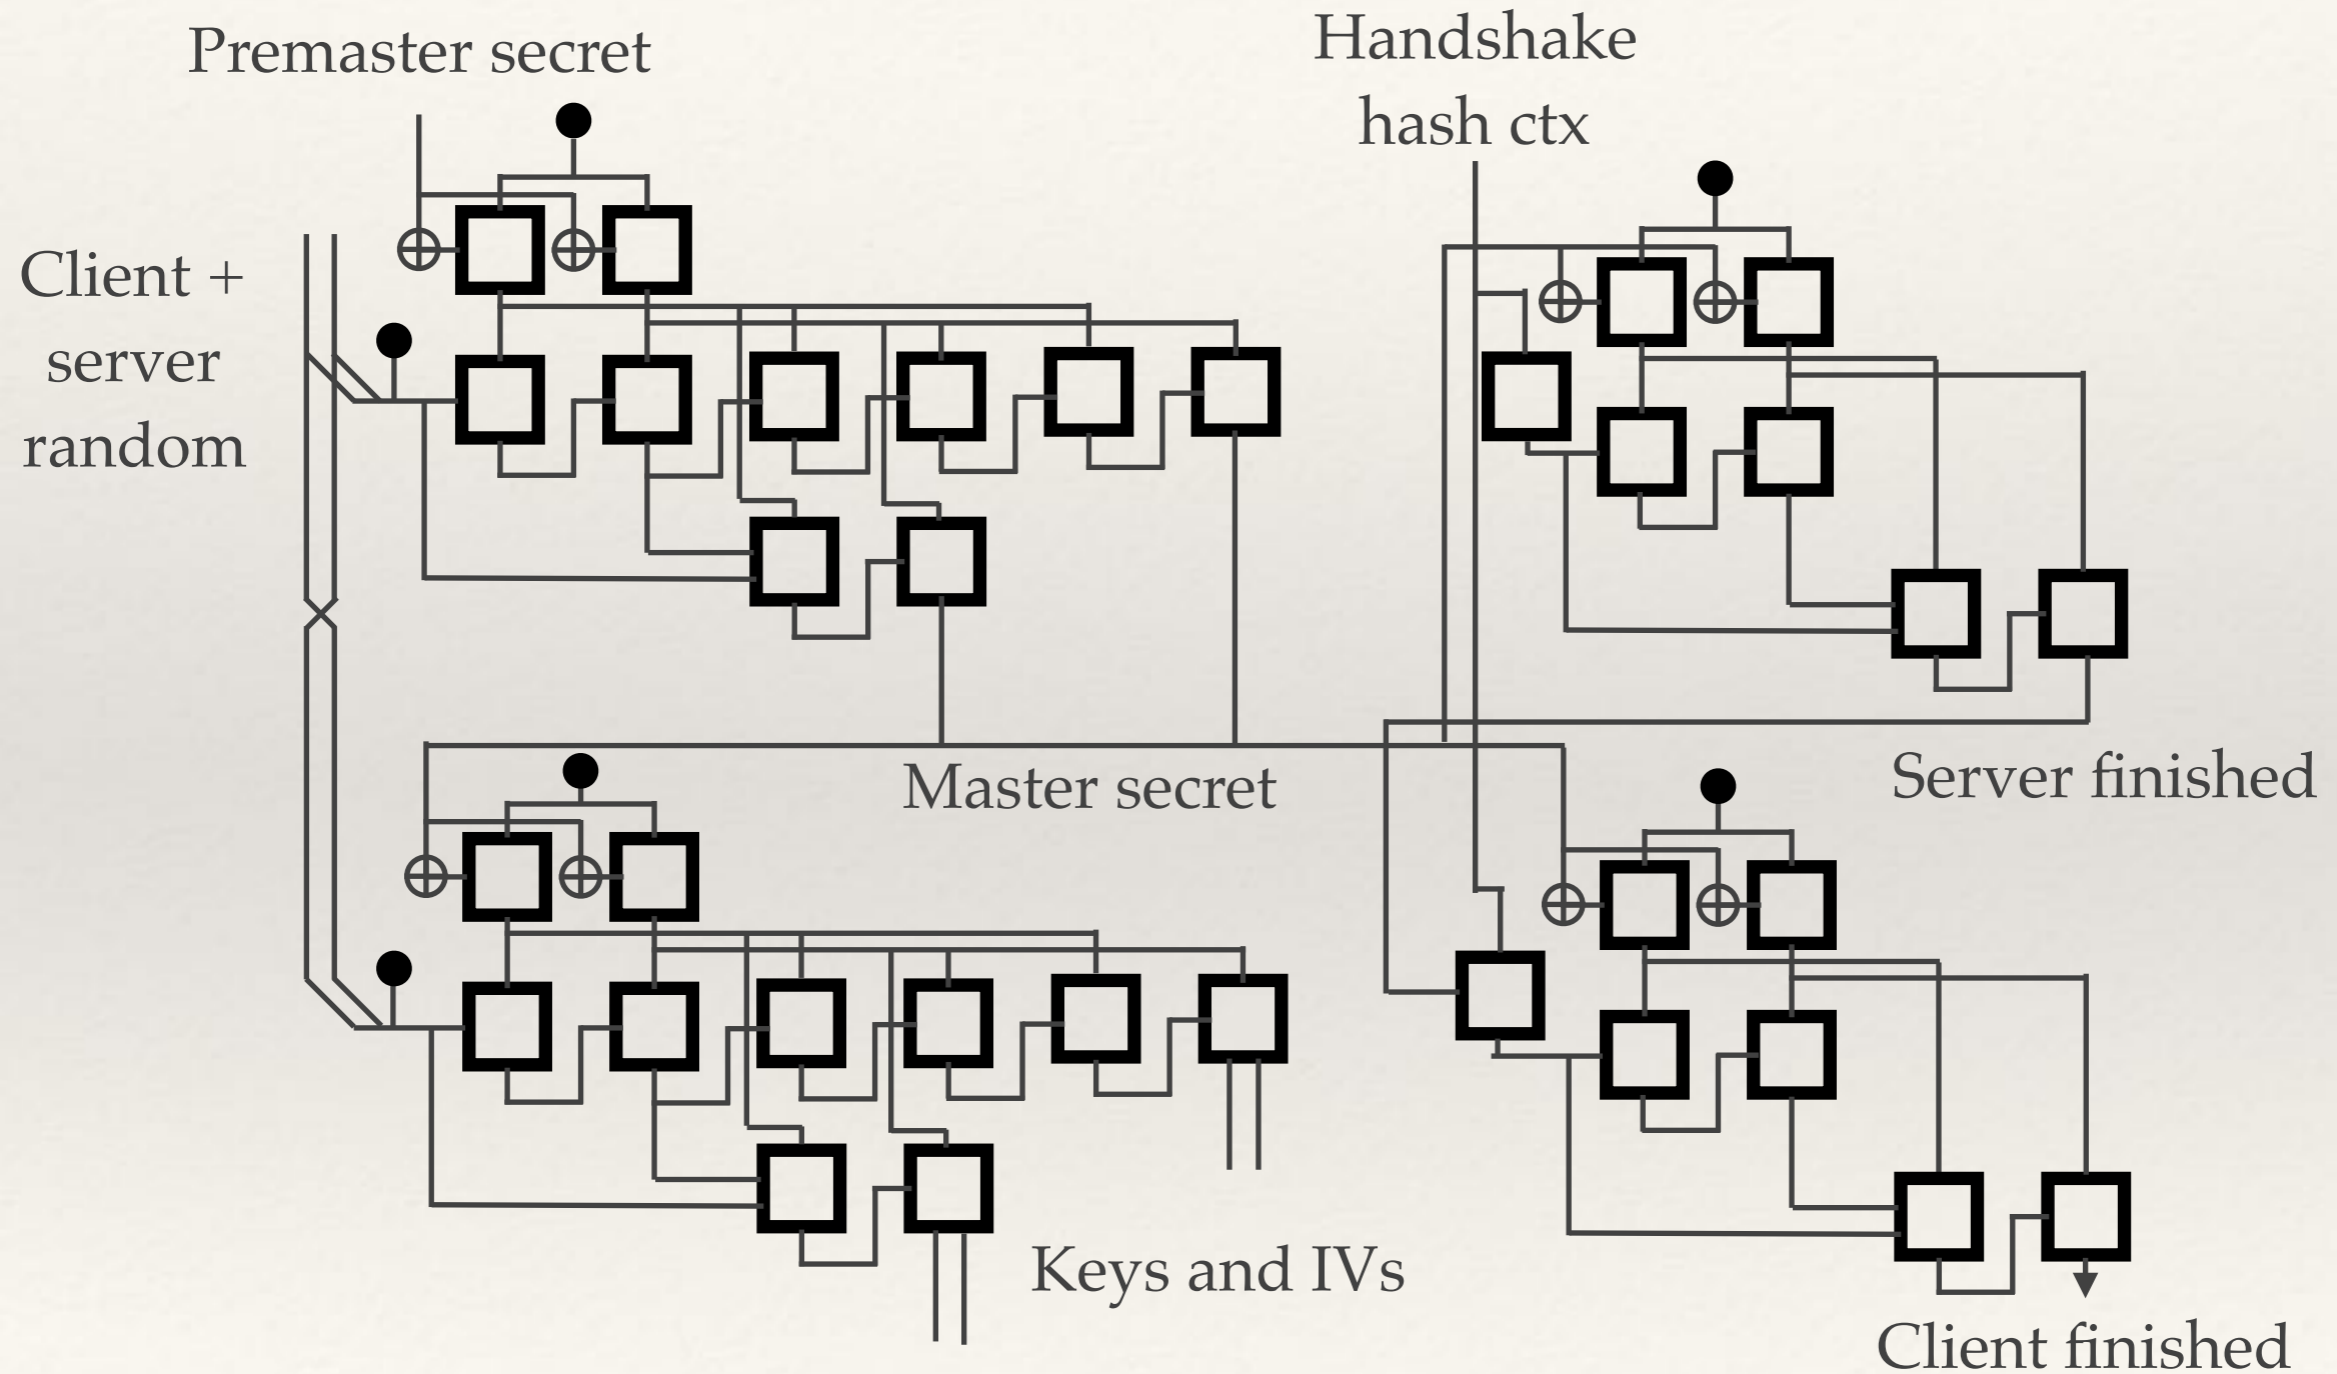 Premaster secret
Handshake
hash ctx
Client +
server
random
Master secret
Server finished
Keys and IVs
Client finished